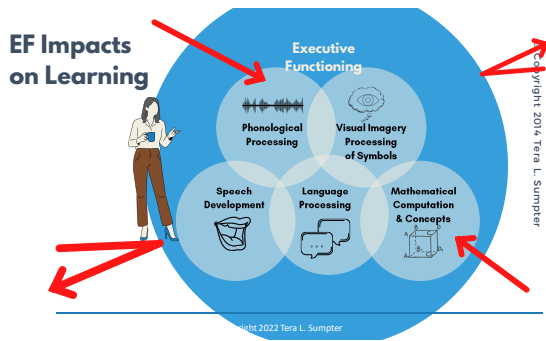 EF Impacts
on Learning
Executive
Functioning
Phonological
Processing
Visual Imagery
Processing
of Symbols
Speech
Development
Language
Processing
Mathematical
Computation
& Concepts
Copyright 2014 Tera L. Sumpter
2022 Tera L. Sumpter